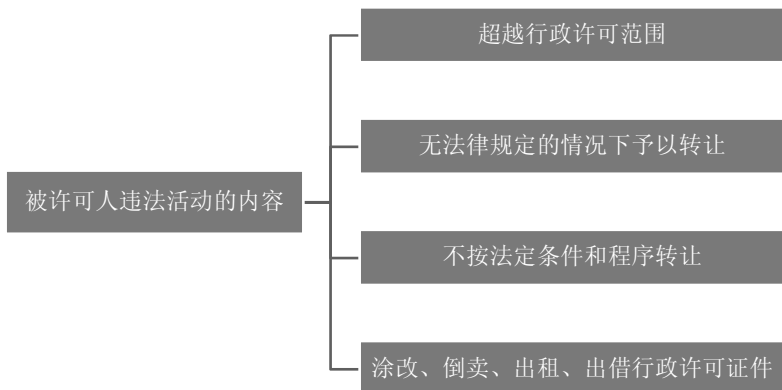 超越行政许可范围
无法律规定的情况下予以转让
被许可人违法活动的内容
不按法定条件和程序转让
涂改、倒卖、出租、出借行政许可证件